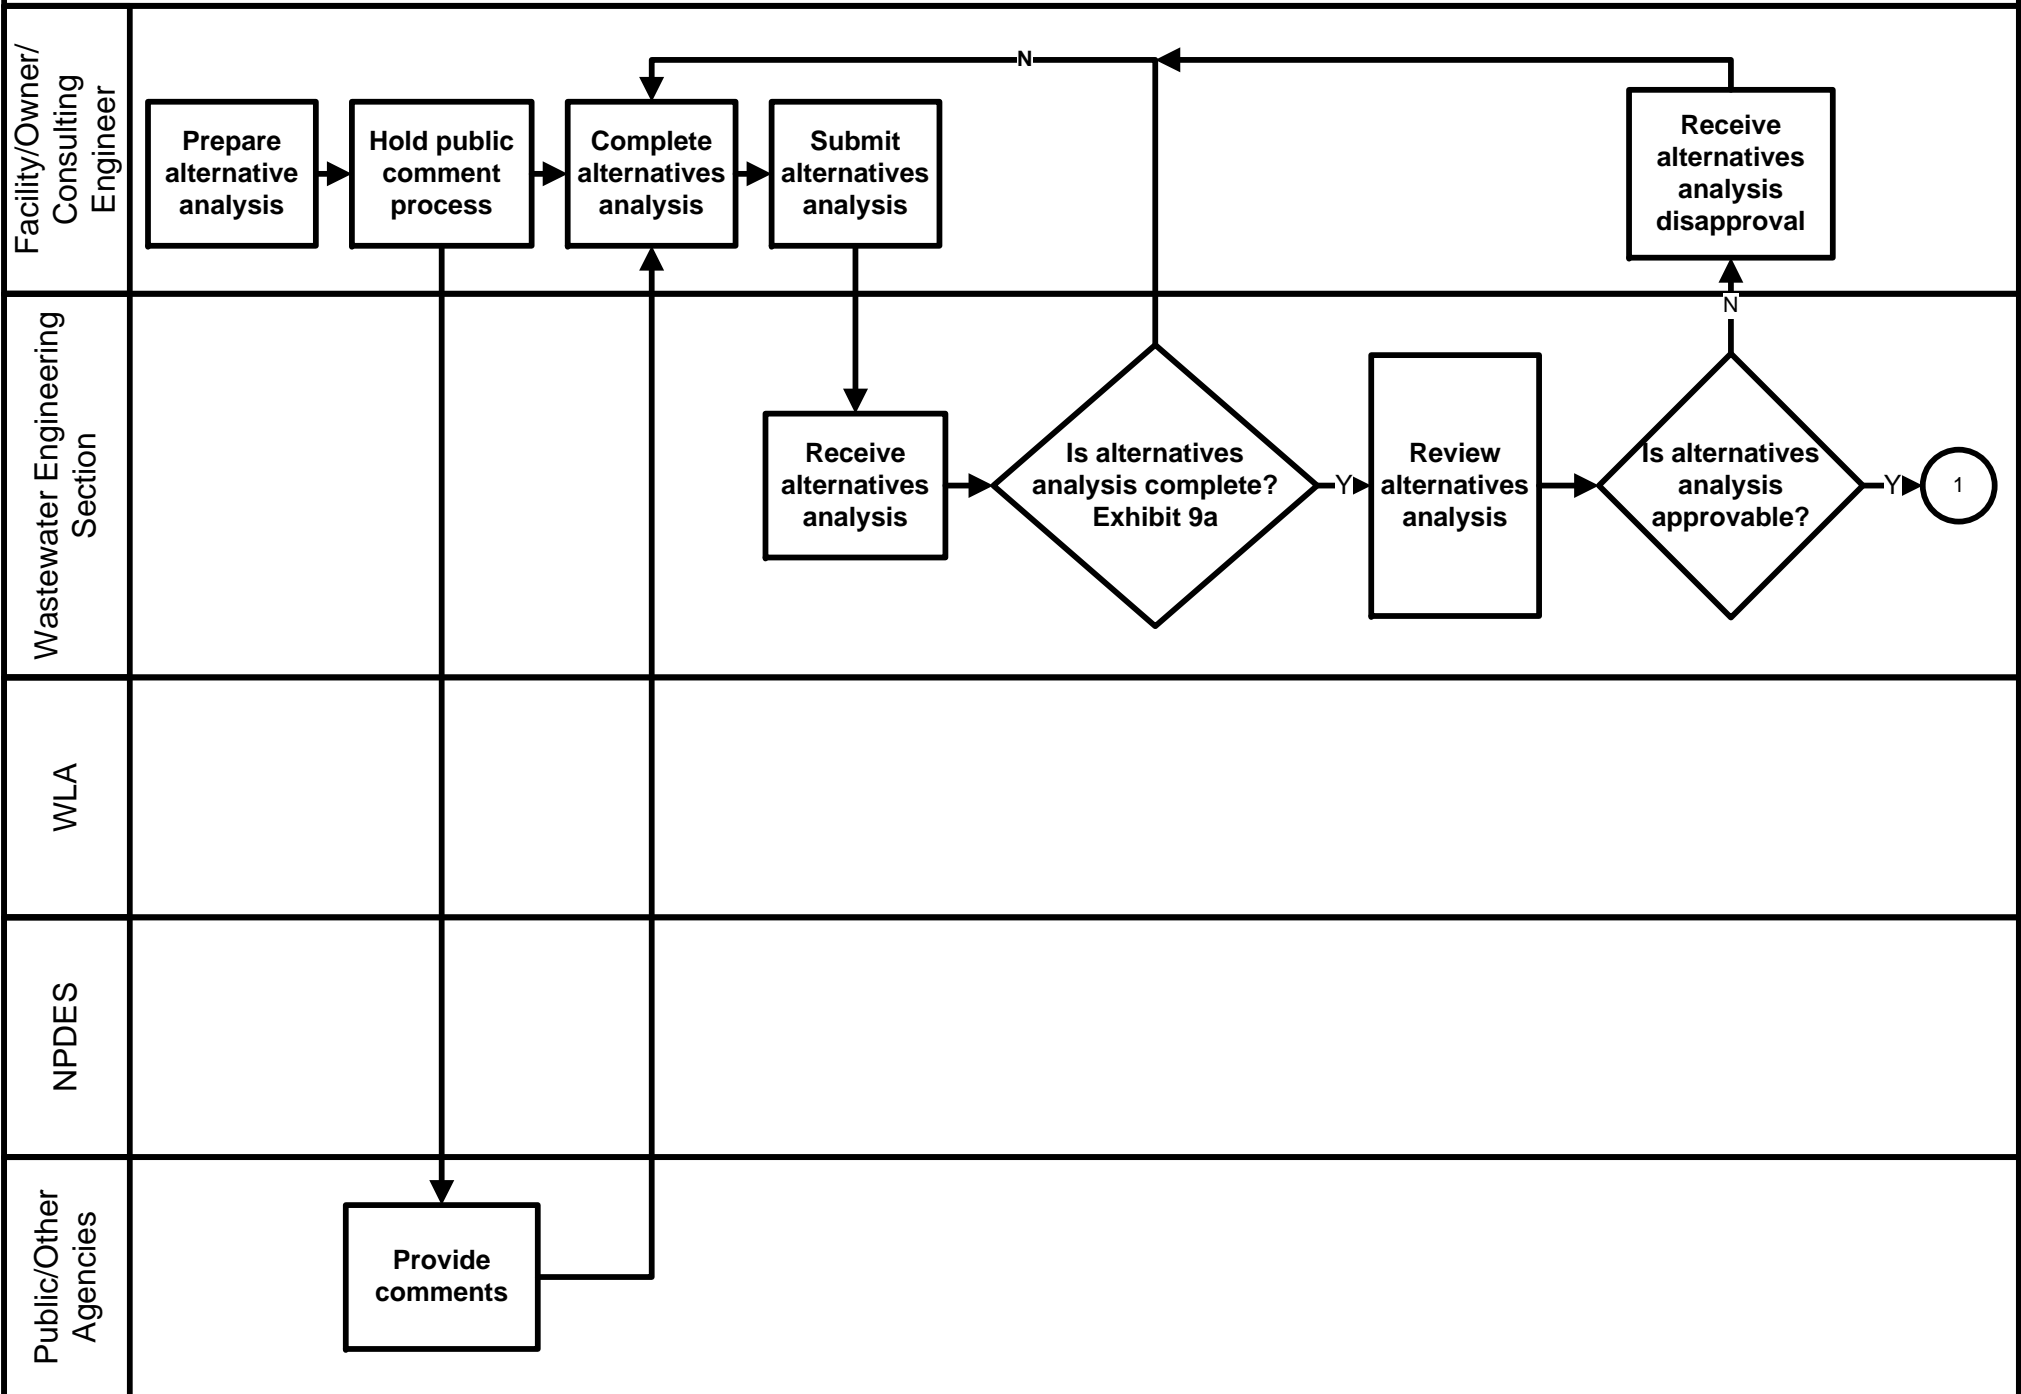 Facility/Owner/
Consulting
Engineer
Prepare
alternative
analysis
Hold public
comment
process
Complete
alternatives
analysis
Submit
alternatives
analysis
N
Receive
alternatives
analysis
disapproval
Wastewater Engineering
Section
Receive
alternatives
analysis
Is alternatives
analysis complete?
Exhibit 9a
Y
Review
alternatives
analysis
N
Is alternatives
analysis
approvable?
Y
1
WLA
NPDES
Public/Other
Agencies
Provide
comments